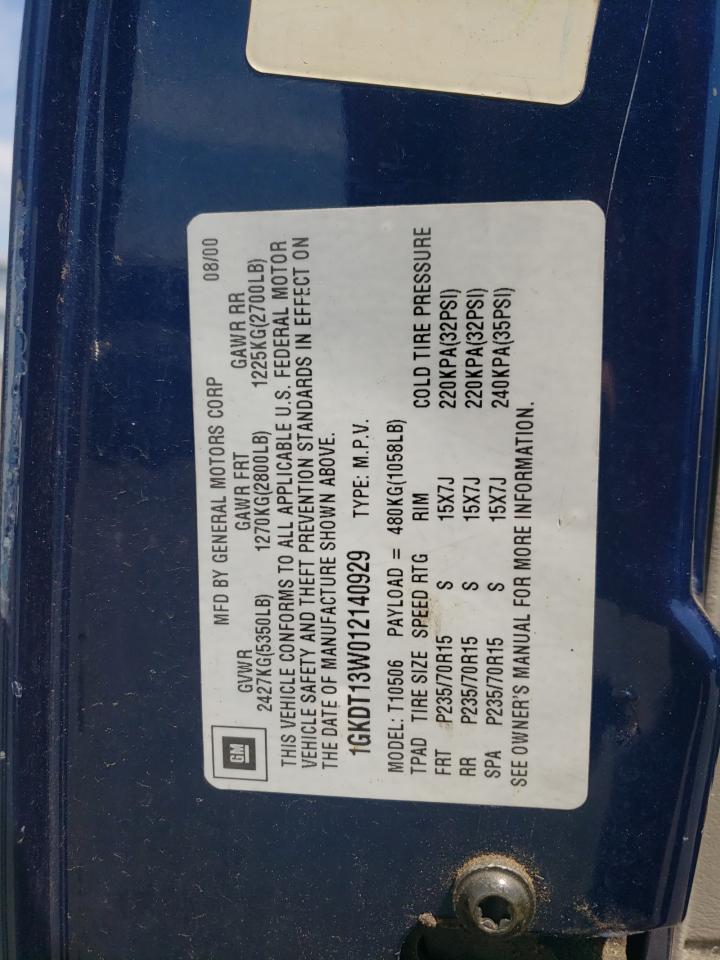 GM
MFD BY GENERAL MOTORS CORP 08/00
GVWR GAWR FRT GAWR RR
2427KG(5350LB) 1270KG(2800LB) 1225KG(2700LB)
THIS VEHICLE CONFORMS TO ALL APPLICABLE U.S. FEDERAL MOTOR
VEHICLE SAFETY AND THEFT PREVENTION STANDARDS IN EFFECT ON
THE DATE OF MANUFACTURE SHOWN ABOVE.
1GKDT13W012140929 TYPE: M.P.V.
MODEL: T10506 PAYLOAD = 480KG(1058LB)
TPAD TIRE SIZE SPEED RTG RIM COLD TIRE PRESSURE
FRT P235/70R15 S 15X7J 220KPA(32PSI)
RR P235/70R15 S 15X7J 220KPA(32PSI)
SPA P235/70R15 S 15X7J 240KPA(35PSI)
SEE OWNER'S MANUAL FOR MORE INFORMATION.